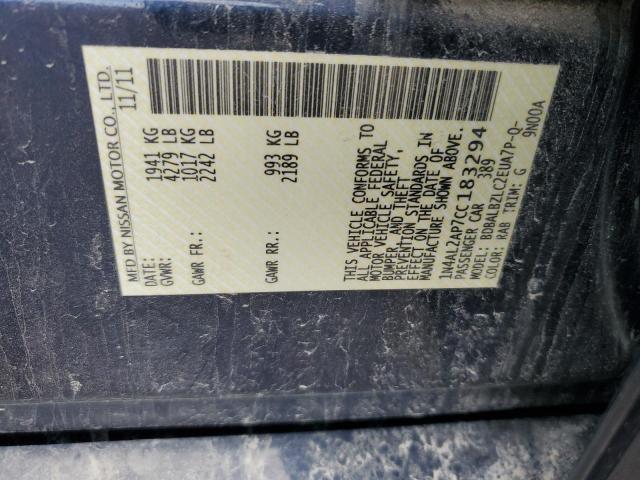 MFD BY NISSAN MOTOR CO., LTD.
DATE: 11/11
GVWR: 1941 KG
4279 LB
GAWR FR.: 1017 KG
2242 LB
GAWR RR.: 993 KG
2189 LB
THIS VEHICLE CONFORMS TO
ALL APPLICABLE FEDERAL
MOTOR VEHICLE SAFETY,
BUMPER, AND THEFT
PREVENTION STANDARDS IN
EFFECT ON THE DATE OF
MANUFACTURE SHOWN ABOVE.
1N4AL2AP7CC183294
PASSENGER CAR 389
MODEL: BDBALBZLC2EUA7P-Q-
COLOR: RAB TRIM: G 9N00A